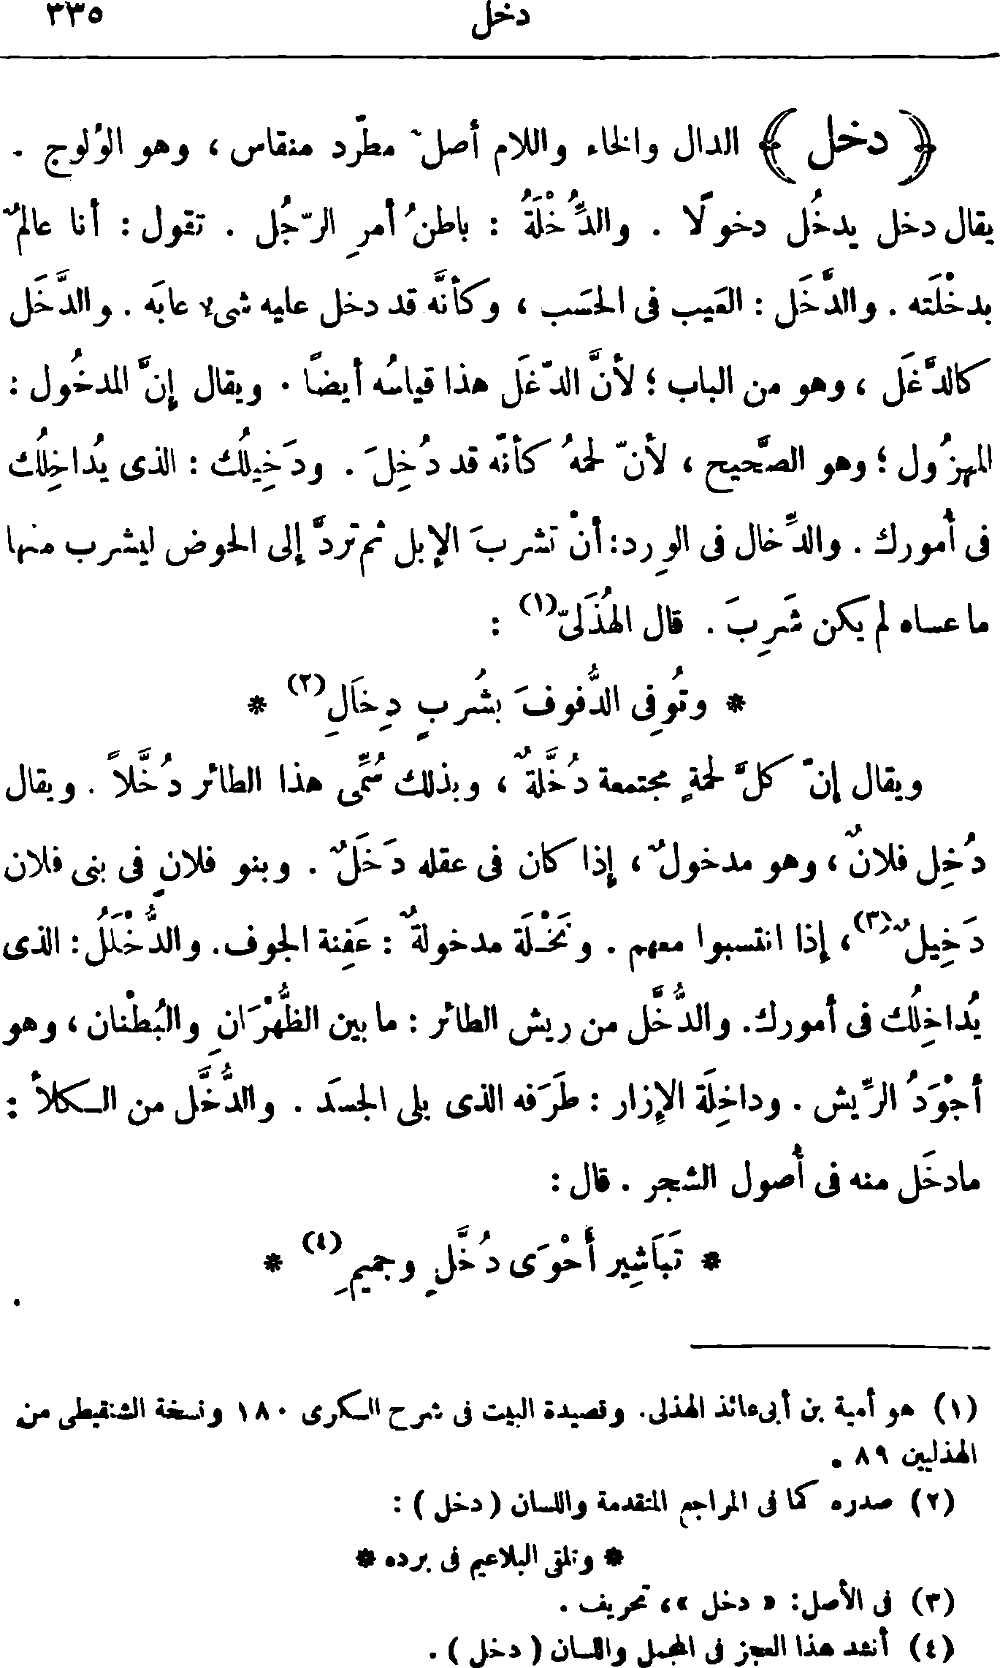 دخل ٣٣٥
﴿ دخل ﴾ الدال والخاء واللام أصلٌ مطّرد منقاس ، وهو الوُلوج .
يقال دخل يدخُل دخولًا . والدِّخْلَةُ : باطنُ أمرِ الرّجُل . تقول : أنا عالمٌ
بدخْلَته . والدَّخَل : العَيب فى الحَسَب ، وكأنَّه قد دخل عليه شىءٌ عابَه . والدَّخَل
كالدَّغَل ، وهو من الباب ؛ لأنَّ الدّغَل هذا قياسُه أيضًا . ويقال إنَّ المدخُول :
المهزُول ؛ وهو الصَّحيح ، لأنّ لحمهُ كأنّه قد دُخِلَ . ودَخِيلُك : الذى يُداخِلُك
فى أُمورك . والدِّخال فى الوِرد: أنْ تشربَ الإبل ثم تردَّ إلى الحوض ليشرب منها
ما عساه لم يكن شَرِبَ . قال الهُذَلىّ(١) :
* وتُوفِى الدُّفوفَ بشُربٍ دِخَالِ(٢) *
ويقال إنّ كلَّ لحمةٍ مجتمعة دُخَّلةٌ ، وبذلك سُمِّى هذا الطائر دُخَّلاً . ويقال
دُخِل فلانٌ ، وهو مدخولٌ ، إذا كان فى عقله دَخَلٌ . وبنو فلانٍ فى بنى فلان
دَخِيلٌ(٣)، إذا انتسبوا معهم . ونَخْلَة مدخولةٌ : عَفِنة الجوف. والدُّخْلَلُ: الذى
يُداخِلُك فى أمورك. والدُّخَّل من ريش الطائر : ما بين الظُّهْرَانِ والبُطْنان ، وهو
أجْوَدُ الرِّيش . وداخِلَة الإزار : طَرَفه الذى يلى الجسَد . والدُّخَّل من الكلأ :
مادخَل منه فى أُصول الشجر . قال :
* تَبَاشِير أَحْوَى دُخَّلٍ وجميمِ(٤) *
(١) هو أمية بن أبى عائذ الهذلى. وقصيدة البيت فى شرح السكرى ١٨٠ ونسخة الشنقيطى من
الهذليين ٨٩ .
(٢) صدره كما فى المراجع المتقدمة واللسان ( دخل ) :
* وتلقى البلاعيم فى برده *
(٣) فى الأصل: « دخل »، تحريف .
(٤) أنشد هذا العجز فى المجمل واللسان ( دخل ) .